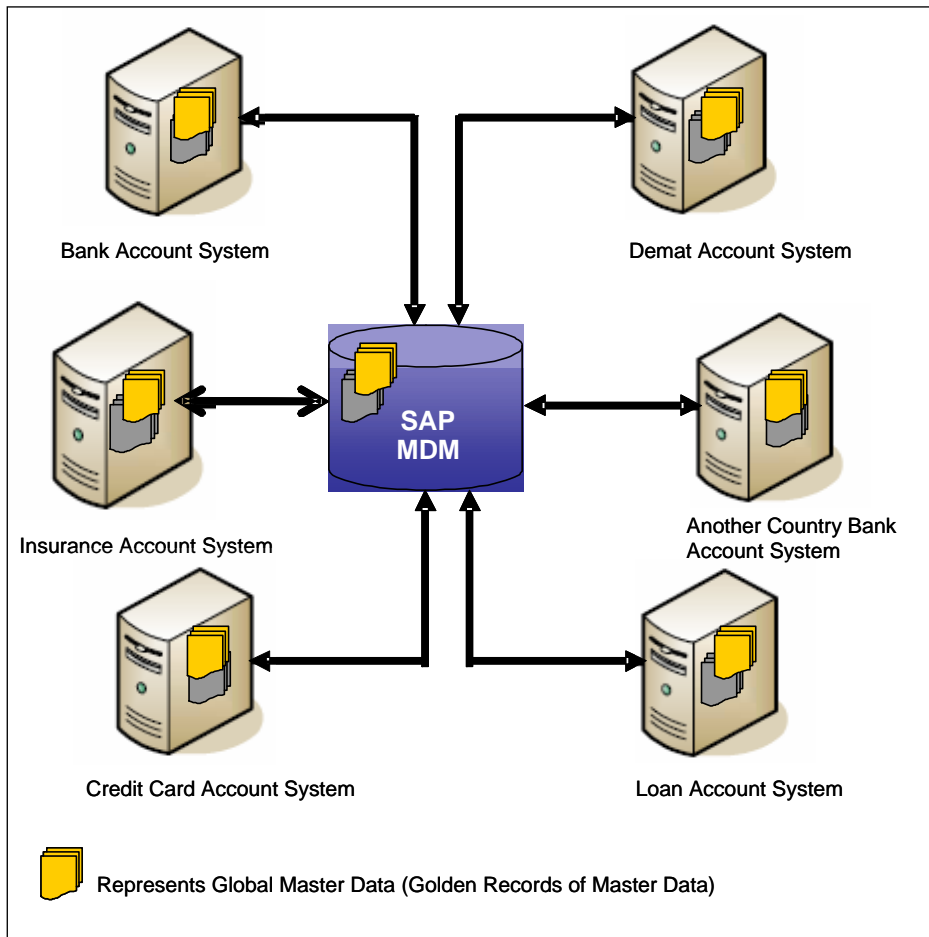 Bank Account System
Demat Account System
SAP
MDM
Insurance Account System
Another Country Bank
Account System
Credit Card Account System
Loan Account System
Represents Global Master Data (Golden Records of Master Data)